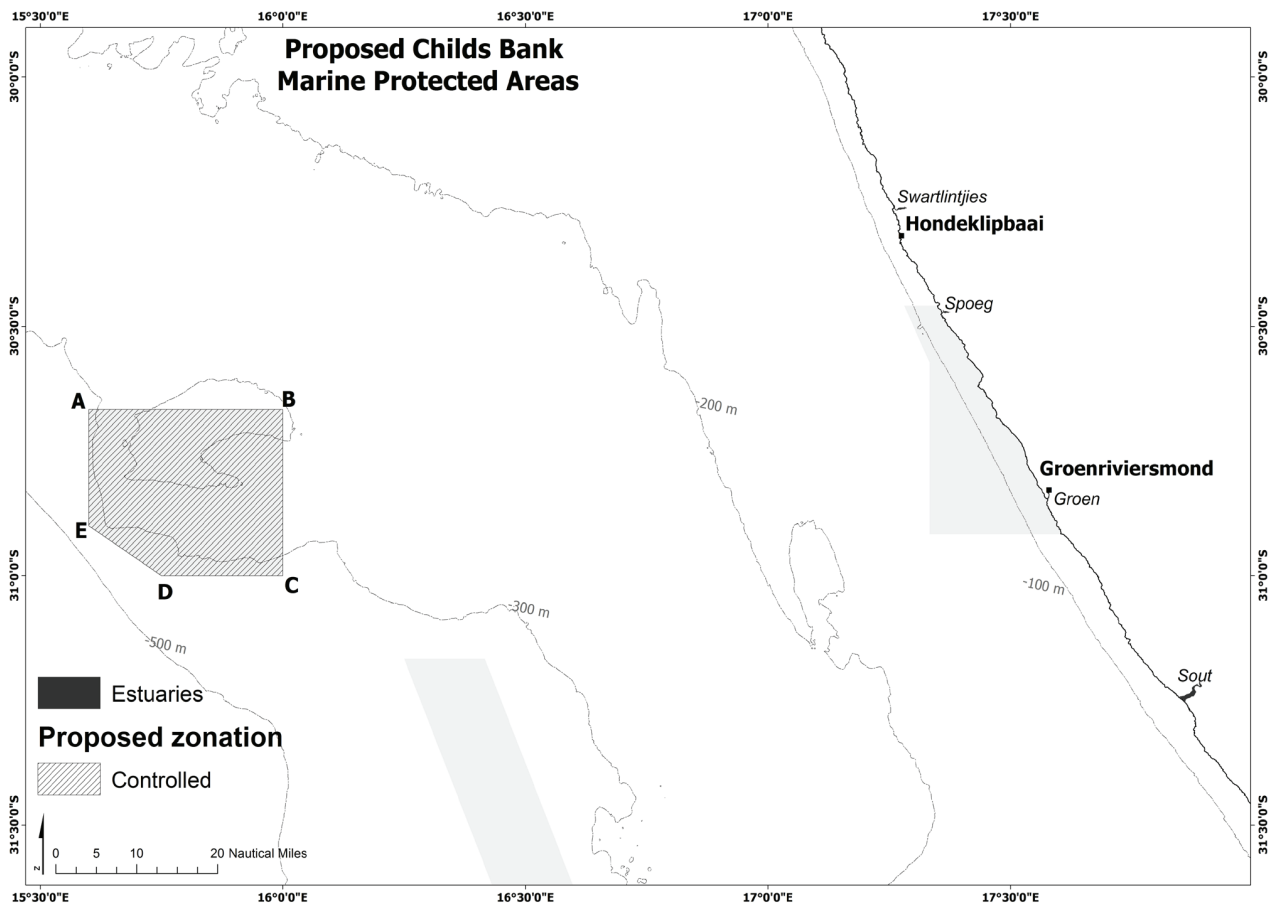 15°30'0"E 16°0'0"E 16°30'0"E 17°0'0"E 17°30'0"E
Proposed Childs Bank
Marine Protected Areas
30°0'0"S 30°0'0"S
Swartlintjies
Hondeklipbaai
Spoeg
30°30'0"S 30°30'0"S
A B
-200 m
Groenriviersmond
Groen
E
31°0'0"S 31°0'0"S
C
D
-100 m
-300 m
-500 m
Sout
Estuaries
Proposed zonation
Controlled
31°30'0"S 31°30'0"S
0 5 10 20 Nautical Miles
N
15°30'0"E 16°0'0"E 16°30'0"E 17°0'0"E 17°30'0"E